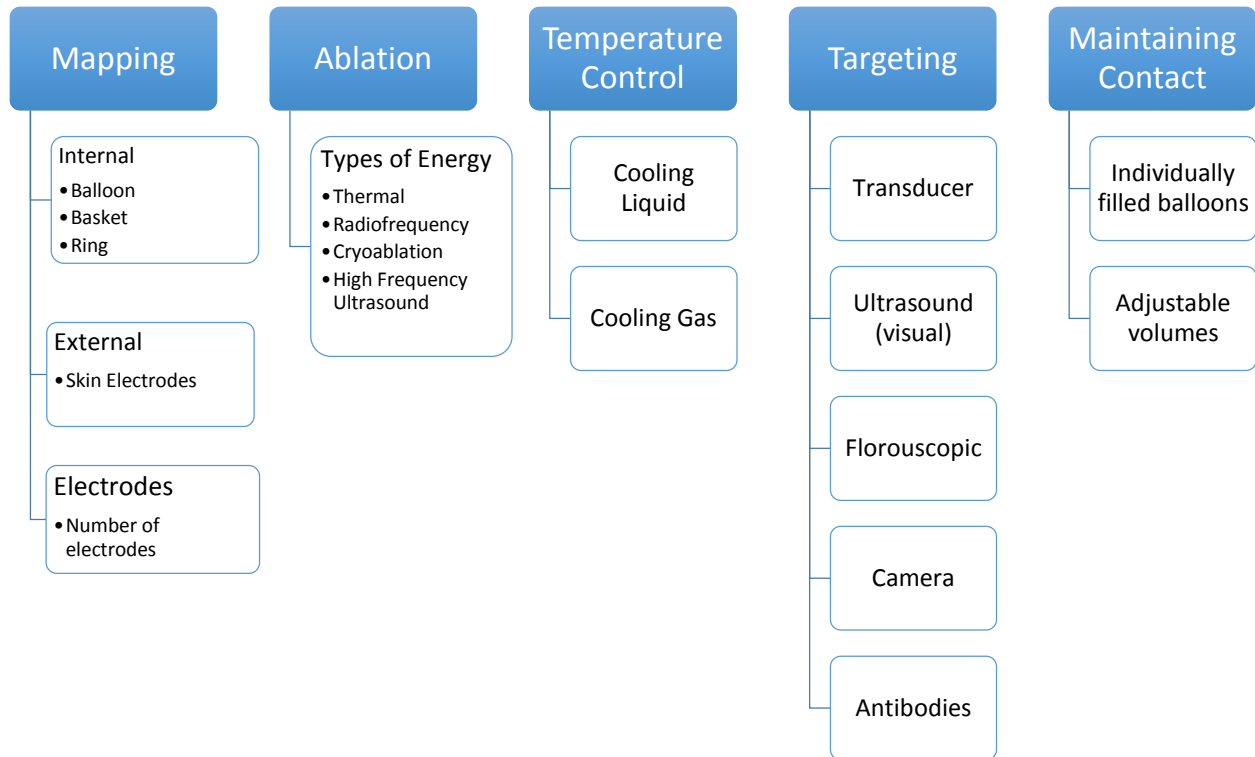 Mapping
Internal
• Balloon
• Basket
• Ring
External
• Skin Electrodes
Electrodes
• Number of
electrodes
Ablation
Types of Energy
• Thermal
• Radiofrequency
• Cryoablation
• High Frequency
Ultrasound
Temperature
Control
Cooling
Liquid
Cooling Gas
Targeting
Transducer
Ultrasound
(visual)
Florouscopic
Camera
Antibodies
Maintaining
Contact
Individually
filled balloons
Adjustable
volumes